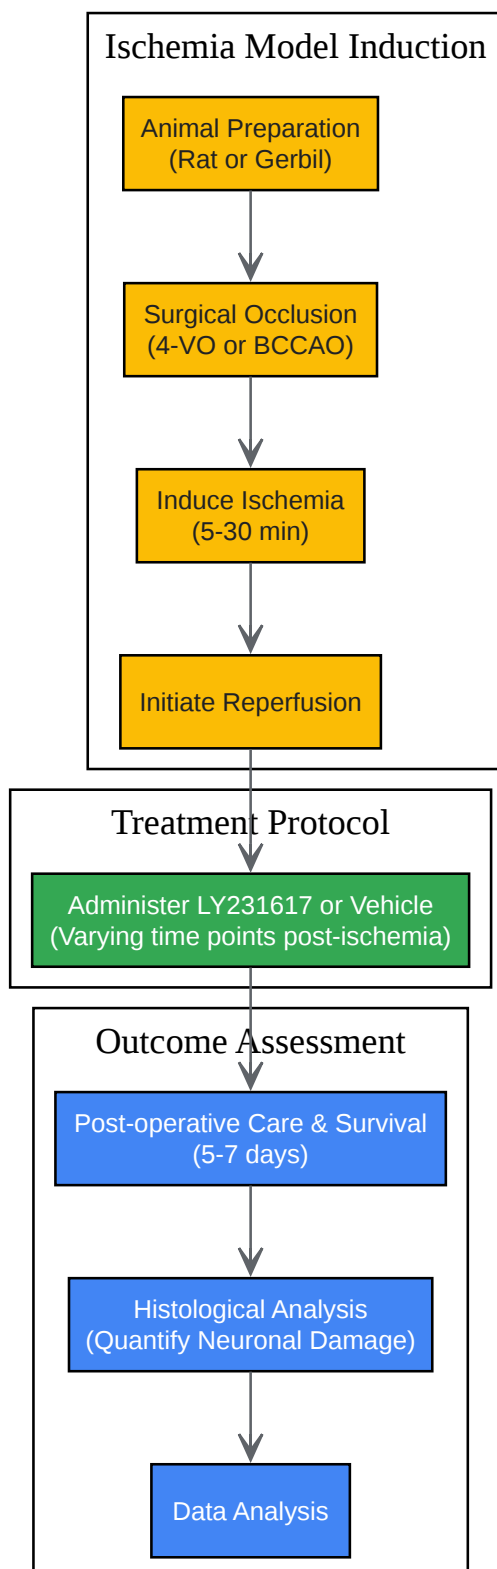 Ischemia Model Induction
Animal Preparation
(Rat or Gerbil)
Surgical Occlusion
(4-VO or BCCAO)
Induce Ischemia
(5-30 min)
Initiate Reperfusion
Treatment Protocol
Administer LY231617 or Vehicle
(Varying time points post-ischemia)
Outcome Assessment
Post-operative Care & Survival
(5-7 days)
Histological Analysis
(Quantify Neuronal Damage)
Data Analysis